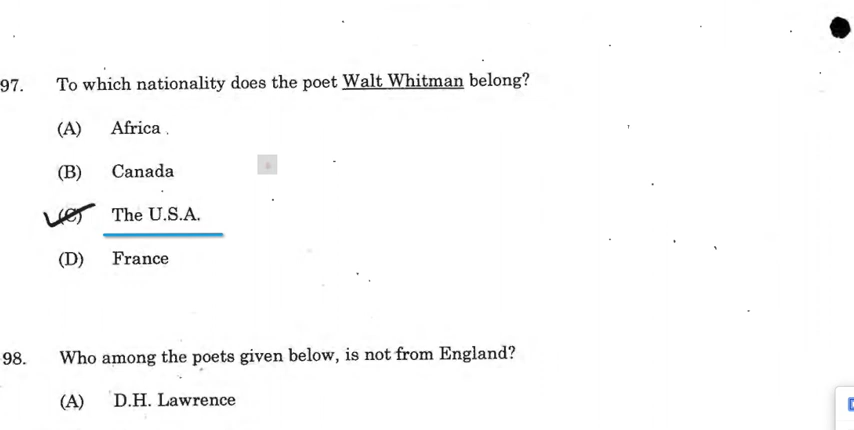 97. To which nationality does the poet Walt Whitman belong?
(A) Africa
(B) Canada
(C) The U.S.A.
(D) France
98. Who among the poets given below, is not from England?
(A) D.H. Lawrence